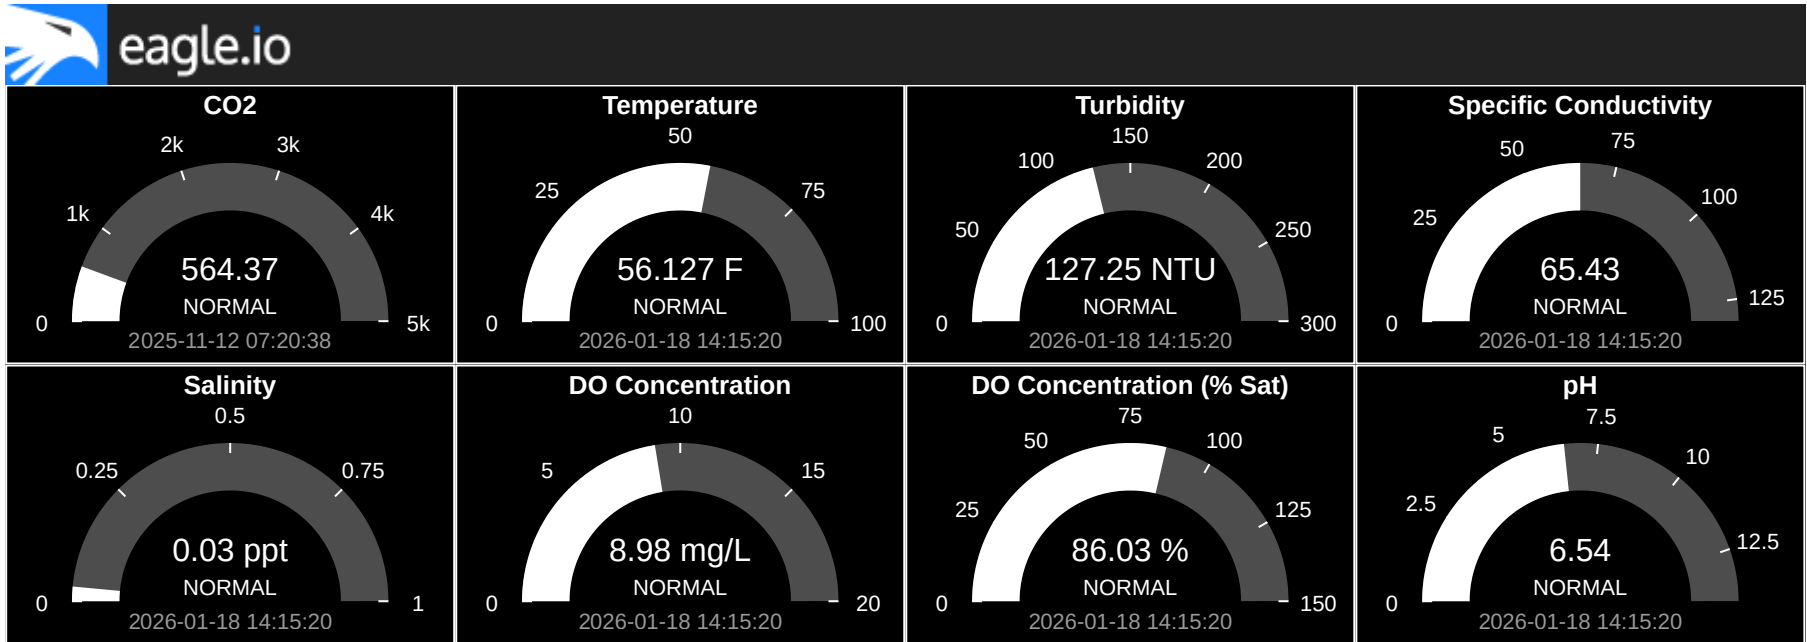 eagle.io
CO2
2k
3k
1k
4k
0
5k
564.37
NORMAL
2025-11-12 07:20:38
Temperature
50
25
75
0
100
56.127 F
NORMAL
2026-01-18 14:15:20
Turbidity
150
100
200
50
250
0
300
127.25 NTU
NORMAL
2026-01-18 14:15:20
Specific Conductivity
75
50
100
25
125
0
65.43
NORMAL
2026-01-18 14:15:20
Salinity
0.5
0.25
0.75
0
1
0.03 ppt
NORMAL
2026-01-18 14:15:20
DO Concentration
10
5
15
0
20
8.98 mg/L
NORMAL
2026-01-18 14:15:20
DO Concentration (% Sat)
75
50
100
25
125
0
150
86.03 %
NORMAL
2026-01-18 14:15:20
pH
7.5
5
10
2.5
12.5
0
6.54
NORMAL
2026-01-18 14:15:20